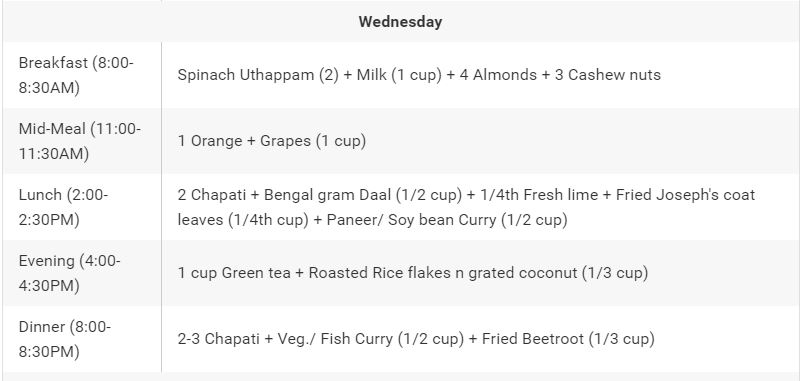 Wednesday
Breakfast (8:00-
8:30AM)
Spinach Uthappam (2) + Milk (1 cup) + 4 Almonds + 3 Cashew nuts
Mid-Meal (11:00-
11:30AM)
1 Orange + Grapes (1 cup)
Lunch (2:00-
2:30PM)
2 Chapati + Bengal gram Daal (1/2 cup) + 1/4th Fresh lime + Fried Joseph's coat
leaves (1/4th cup) + Paneer/ Soy bean Curry (1/2 cup)
Evening (4:00-
4:30PM)
1 cup Green tea + Roasted Rice flakes n grated coconut (1/3 cup)
Dinner (8:00-
8:30PM)
2-3 Chapati + Veg./ Fish Curry (1/2 cup) + Fried Beetroot (1/3 cup)